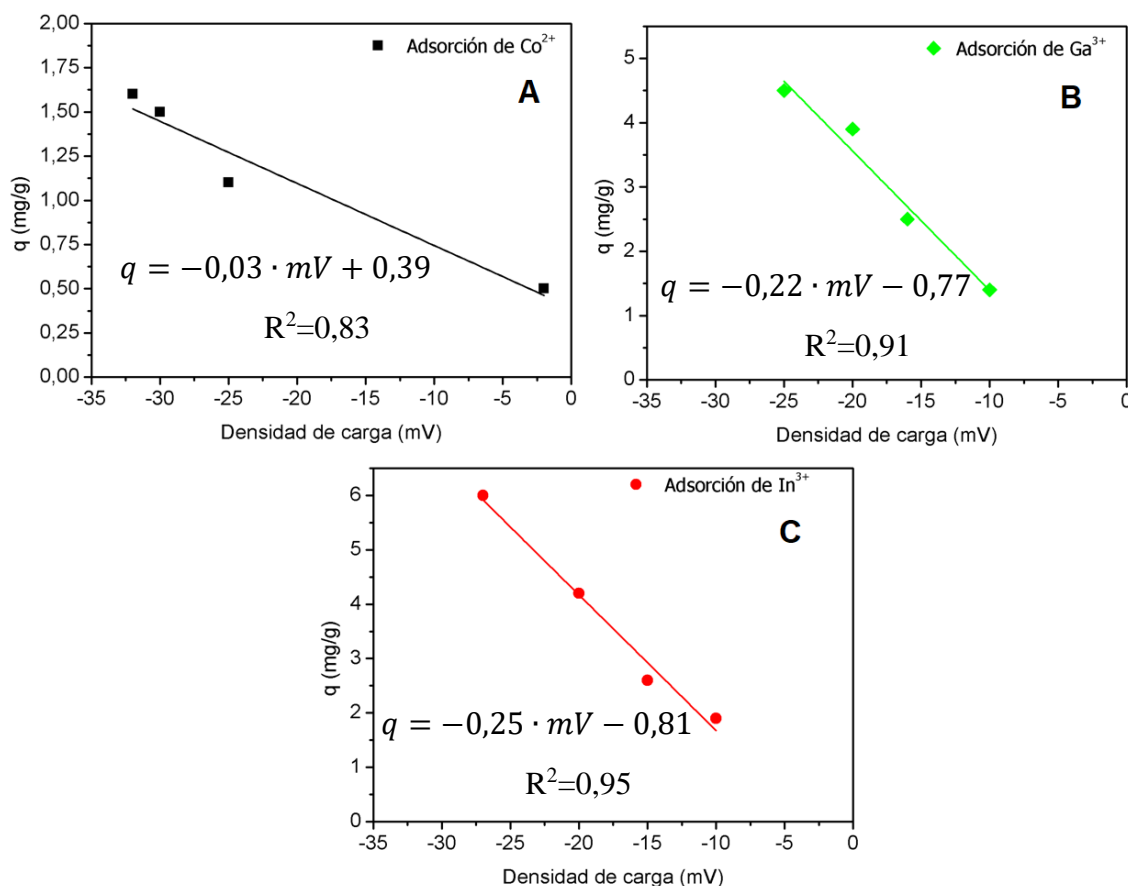 Adsorción de Co²⁺
A
q (mg/g)
2,00
1,75
1,50
1,25
1,00
0,75
0,50
0,25
0,00
q = −0,03 · mV + 0,39
R²=0,83
-35 -30 -25 -20 -15 -10 -5 0
Densidad de carga (mV)
Adsorción de Ga³⁺
B
q (mg/g)
5
4
3
2
1
0
q = −0,22 · mV − 0,77
R²=0,91
-35 -30 -25 -20 -15 -10 -5 0
Densidad de carga (mV)
Adsorción de In³⁺
C
q (mg/g)
6
5
4
3
2
1
0
q = −0,25 · mV − 0,81
R²=0,95
-35 -30 -25 -20 -15 -10 -5 0
Densidad de carga (mV)